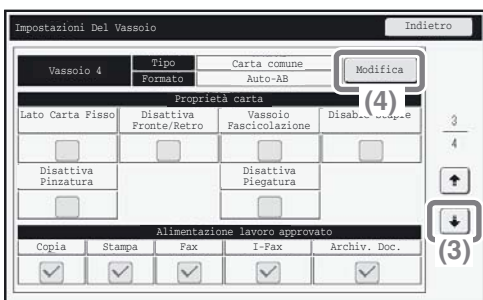 Impostazioni Del Vassoio
Indietro
Vassoio 4
Tipo
Carta comune
Modifica
Formato
Auto-AB
(4)
Proprietà carta
Lato Carta Fisso
Disattiva
Fronte/Retro
Vassoio
Fascicolazione
3
4
Disattiva
Pinzatura
Disattiva
Piegatura
Alimentazione lavoro approvato
(3)
Copia
Stampa
Fax
I-Fax
Archiv. Doc.